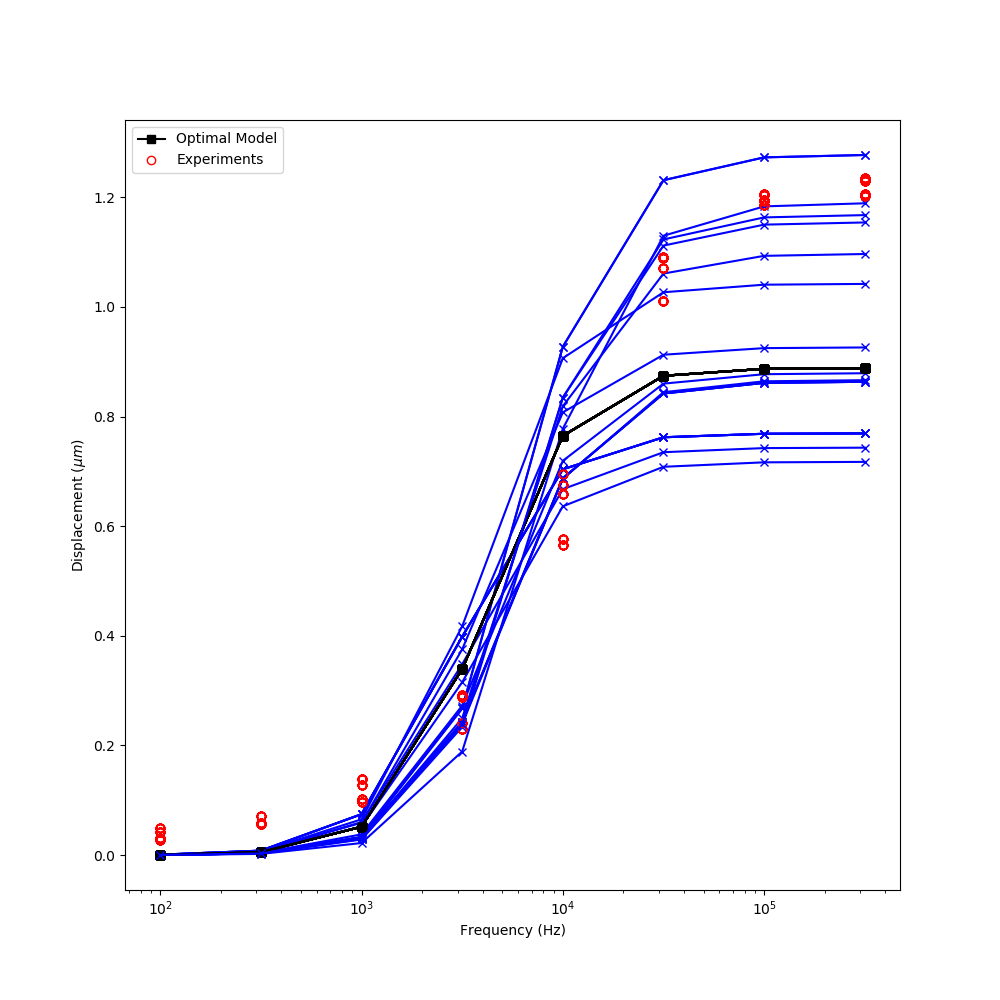 Optimal Model
Experiments
1.2
1.0
0.8
0.6
0.4
0.2
0.0
Displacement (μm)
10²
10³
10⁴
10⁵
Frequency (Hz)